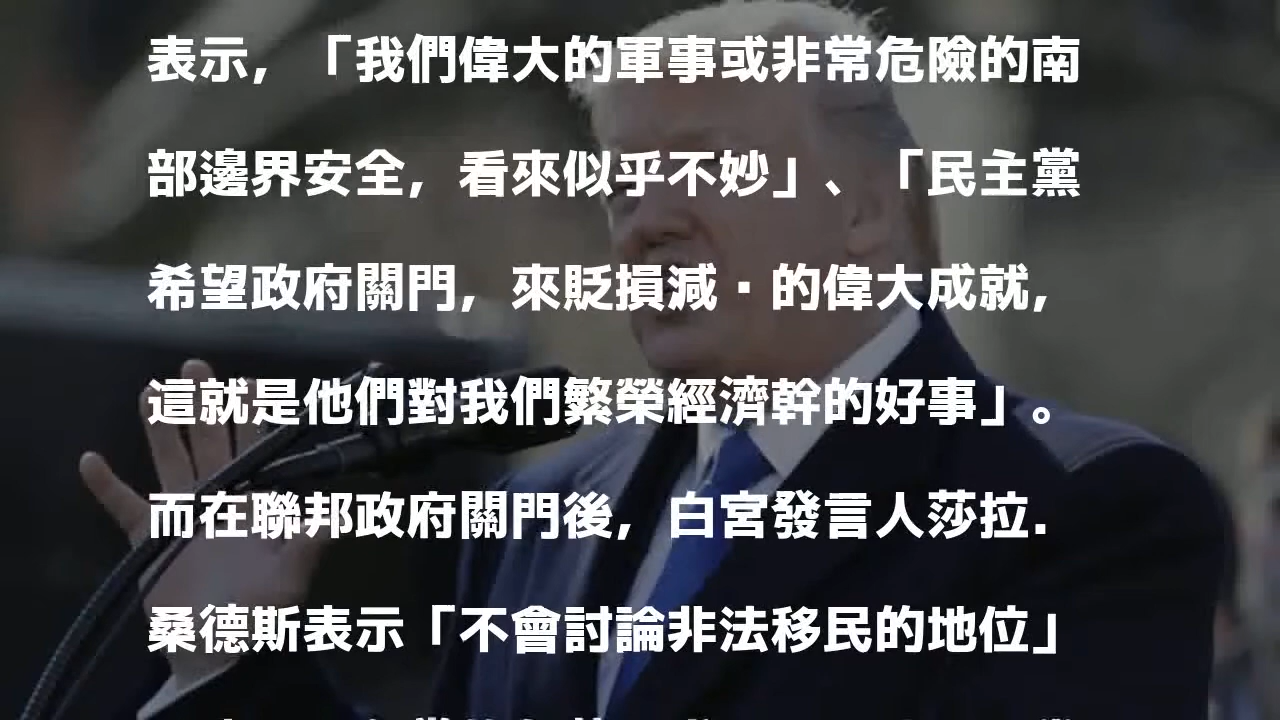 表示，「我們偉大的軍事或非常危險的南
部邊界安全，看來似乎不妙」、「民主黨
希望政府關門，來貶損減·的偉大成就，
這就是他們對我們繁榮經濟幹的好事」。
而在聯邦政府關門後，白宮發言人莎拉.
桑德斯表示「不會討論非法移民的地位」